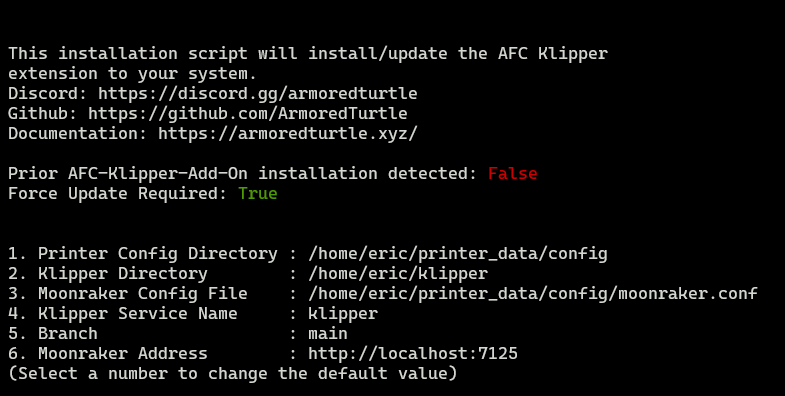 This installation script will install/update the AFC Klipper
extension to your system.
Discord: https://discord.gg/armoredturtle
Github: https://github.com/ArmoredTurtle
Documentation: https://armoredturtle.xyz/
Prior AFC-Klipper-Add-On installation detected: False
Force Update Required: True
1. Printer Config Directory : /home/eric/printer_data/config
2. Klipper Directory        : /home/eric/klipper
3. Moonraker Config File    : /home/eric/printer_data/config/moonraker.conf
4. Klipper Service Name     : klipper
5. Branch                   : main
6. Moonraker Address        : http://localhost:7125
(Select a number to change the default value)